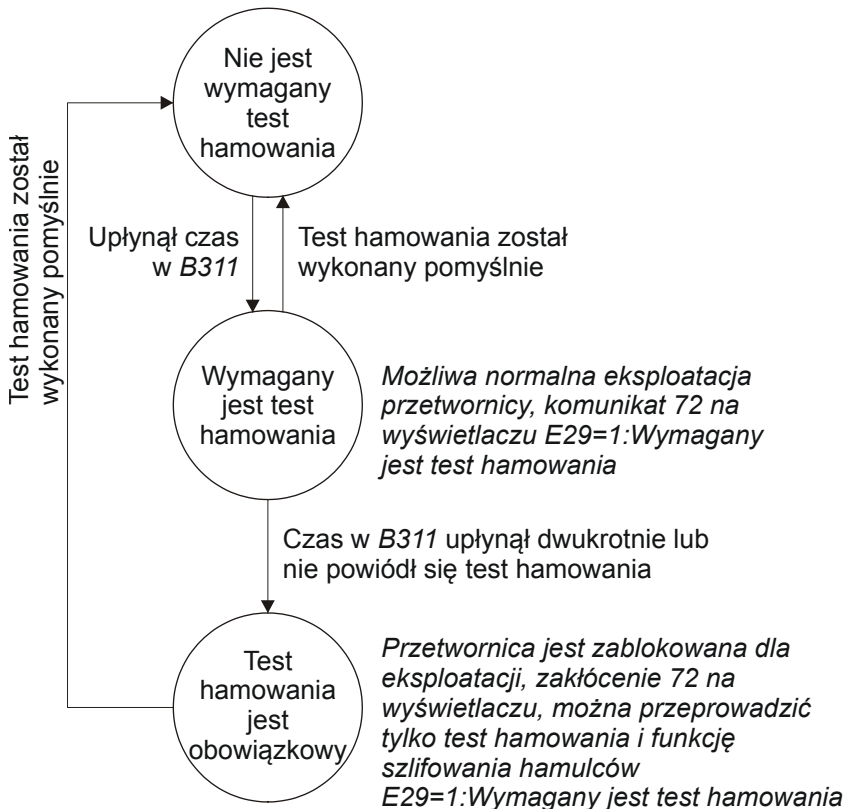 Nie jest
wymagany
test
hamowania
Test hamowania został
wykonany pomyślnie
Upłynął czas
w B311
Test hamowania został
wykonany pomyślnie
Wymagany
jest test
hamowania
Możliwa normalna eksploatacja
przetwornicy, komunikat 72 na
wyświetlaczu E29=1:Wymagany
jest test hamowania
Czas w B311 upłynął dwukrotnie lub
nie powiódł się test hamowania
Test
hamowania
jest
obowiązkowy
Przetwornica jest zablokowana dla
eksploatacji, zakłócenie 72 na
wyświetlaczu, można przeprowadzić
tylko test hamowania i funkcję
szlifowania hamulców
E29=1:Wymagany jest test hamowania